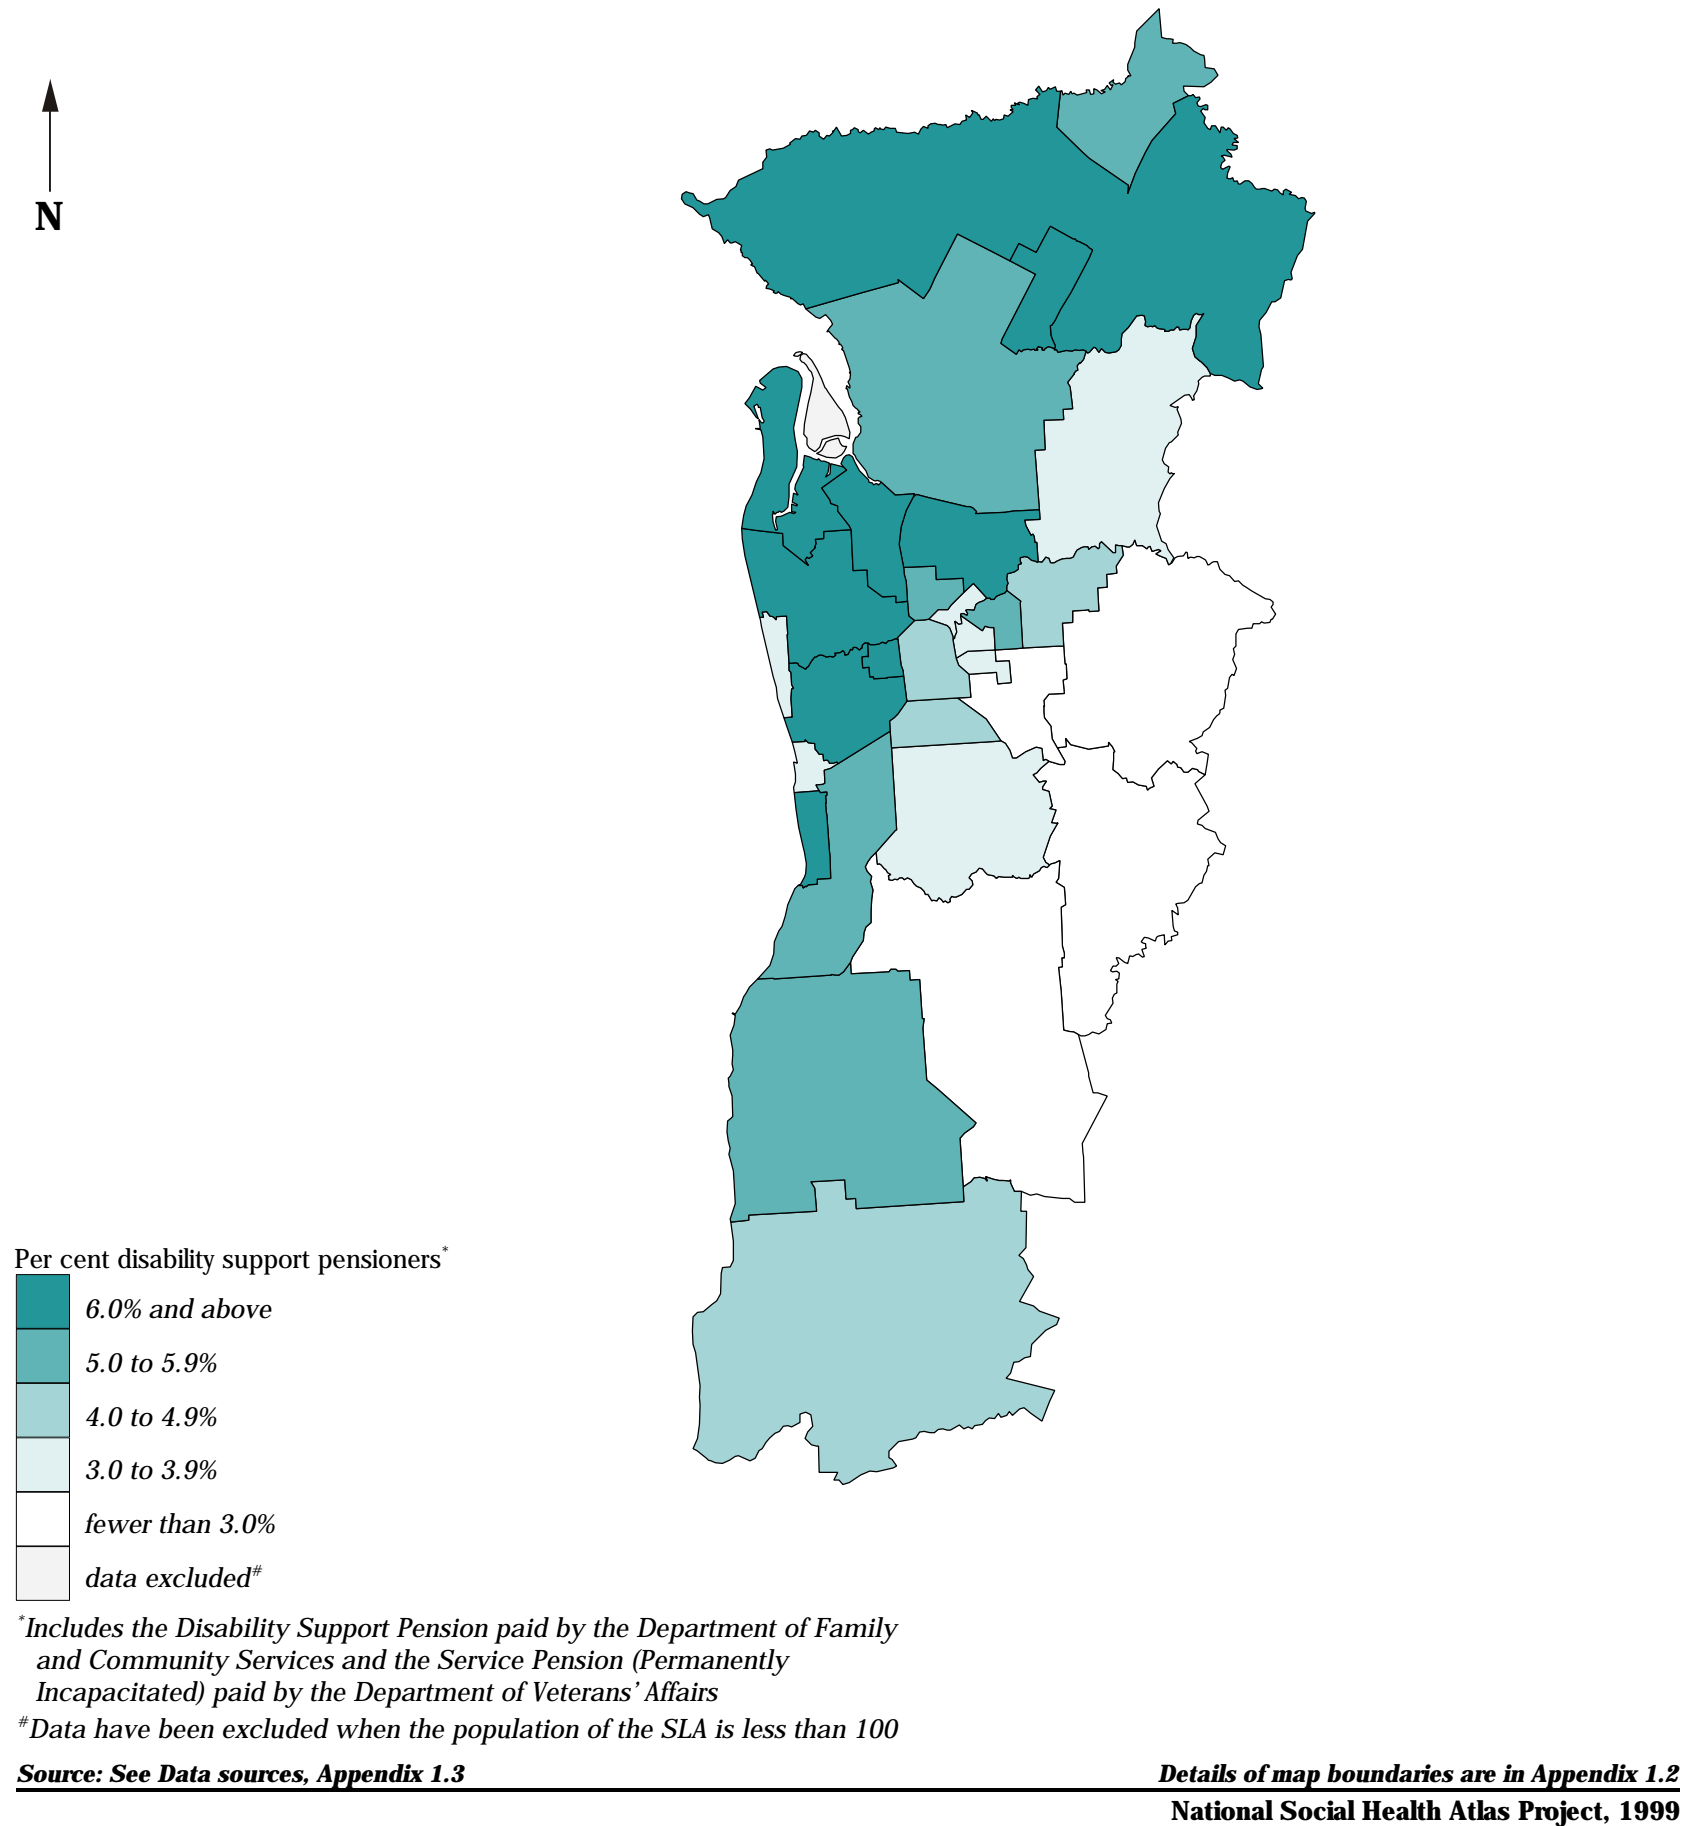 N
Per cent disability support pensioners*
6.0% and above
5.0 to 5.9%
4.0 to 4.9%
3.0 to 3.9%
fewer than 3.0%
data excluded#
*Includes the Disability Support Pension paid by the Department of Family
and Community Services and the Service Pension (Permanently
Incapacitated) paid by the Department of Veterans' Affairs
#Data have been excluded when the population of the SLA is less than 100
Source: See Data sources, Appendix 1.3
Details of map boundaries are in Appendix 1.2
National Social Health Atlas Project, 1999